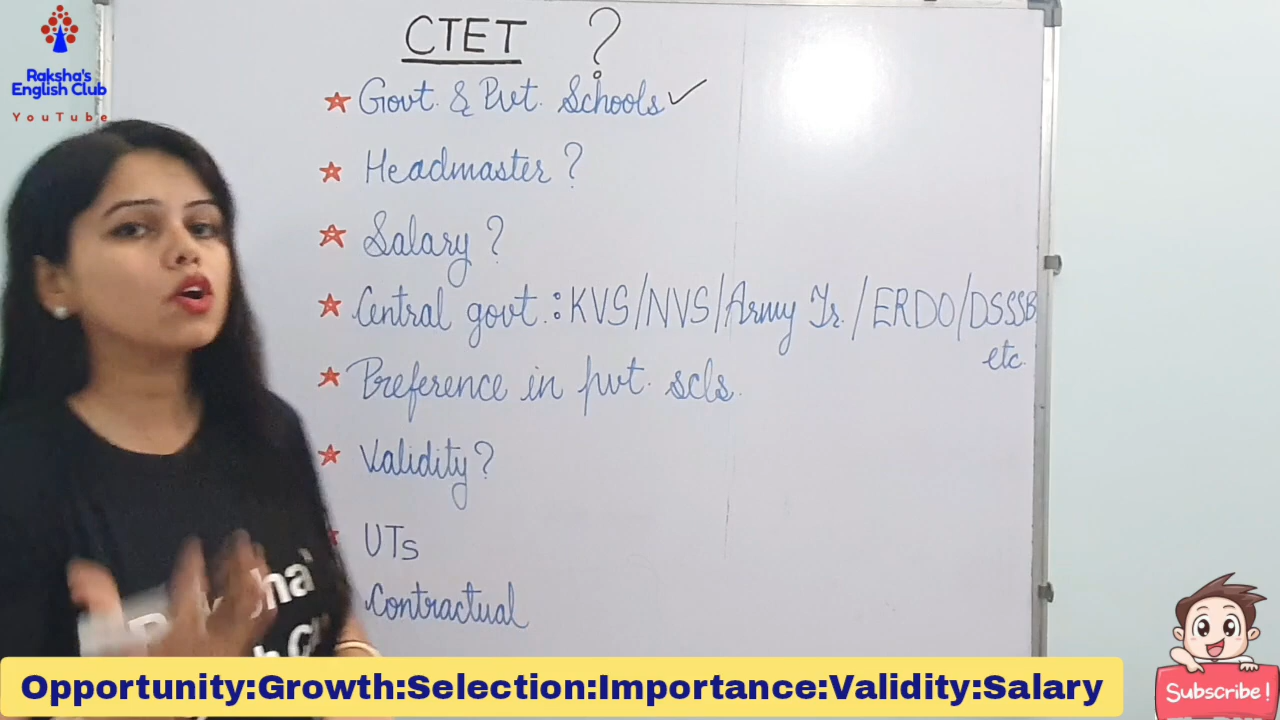 Raksha's
English Club
YouTube
CTET ?
Govt. & Pvt. Schools
Headmaster ?
Salary ?
Central govt. : KVS/NVS/Army Tr. / ERDO/DSSSB
etc.
Preference in pvt. scls.
Validity ?
UTs
Contractual
Opportunity:Growth:Selection:Importance:Validity:Salary
Subscribe!